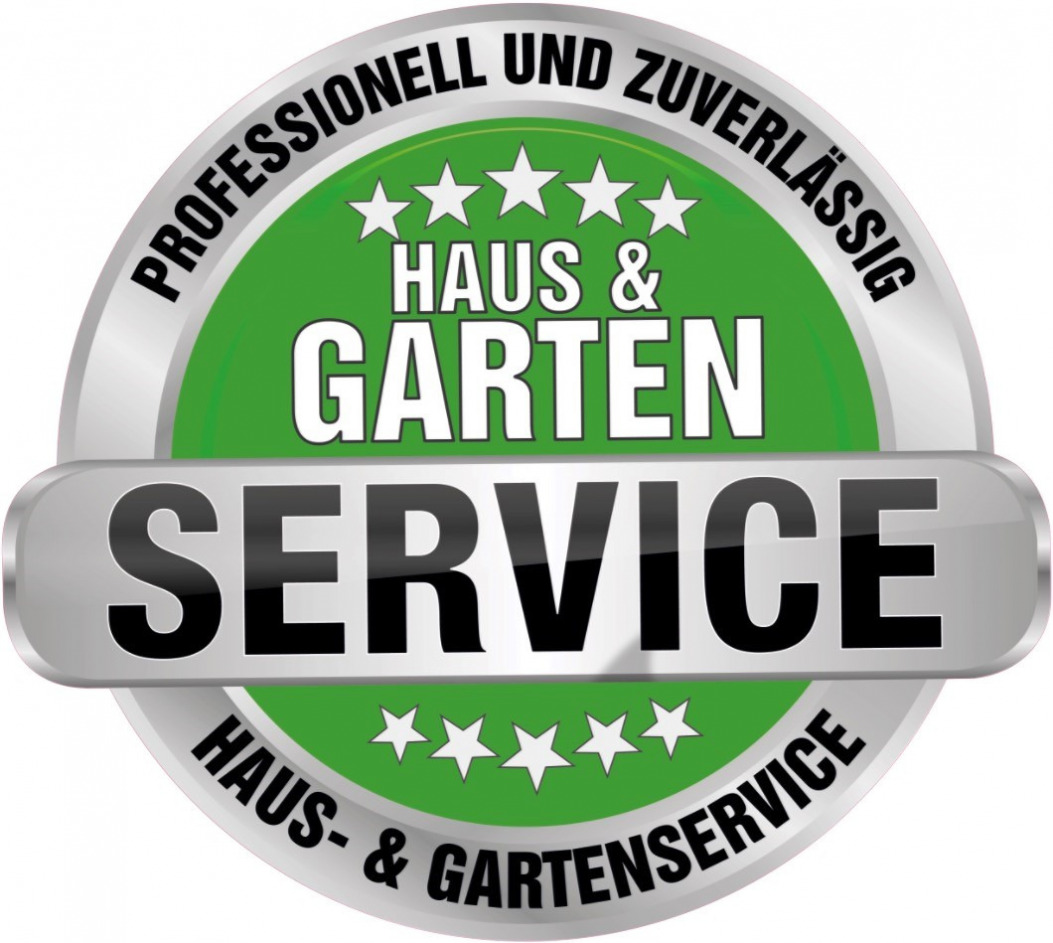 PROFESSIONELL UND ZUVERLÄSSIG
HAUS &
GARTEN
SERVICE
HAUS- & GARTENSERVICE